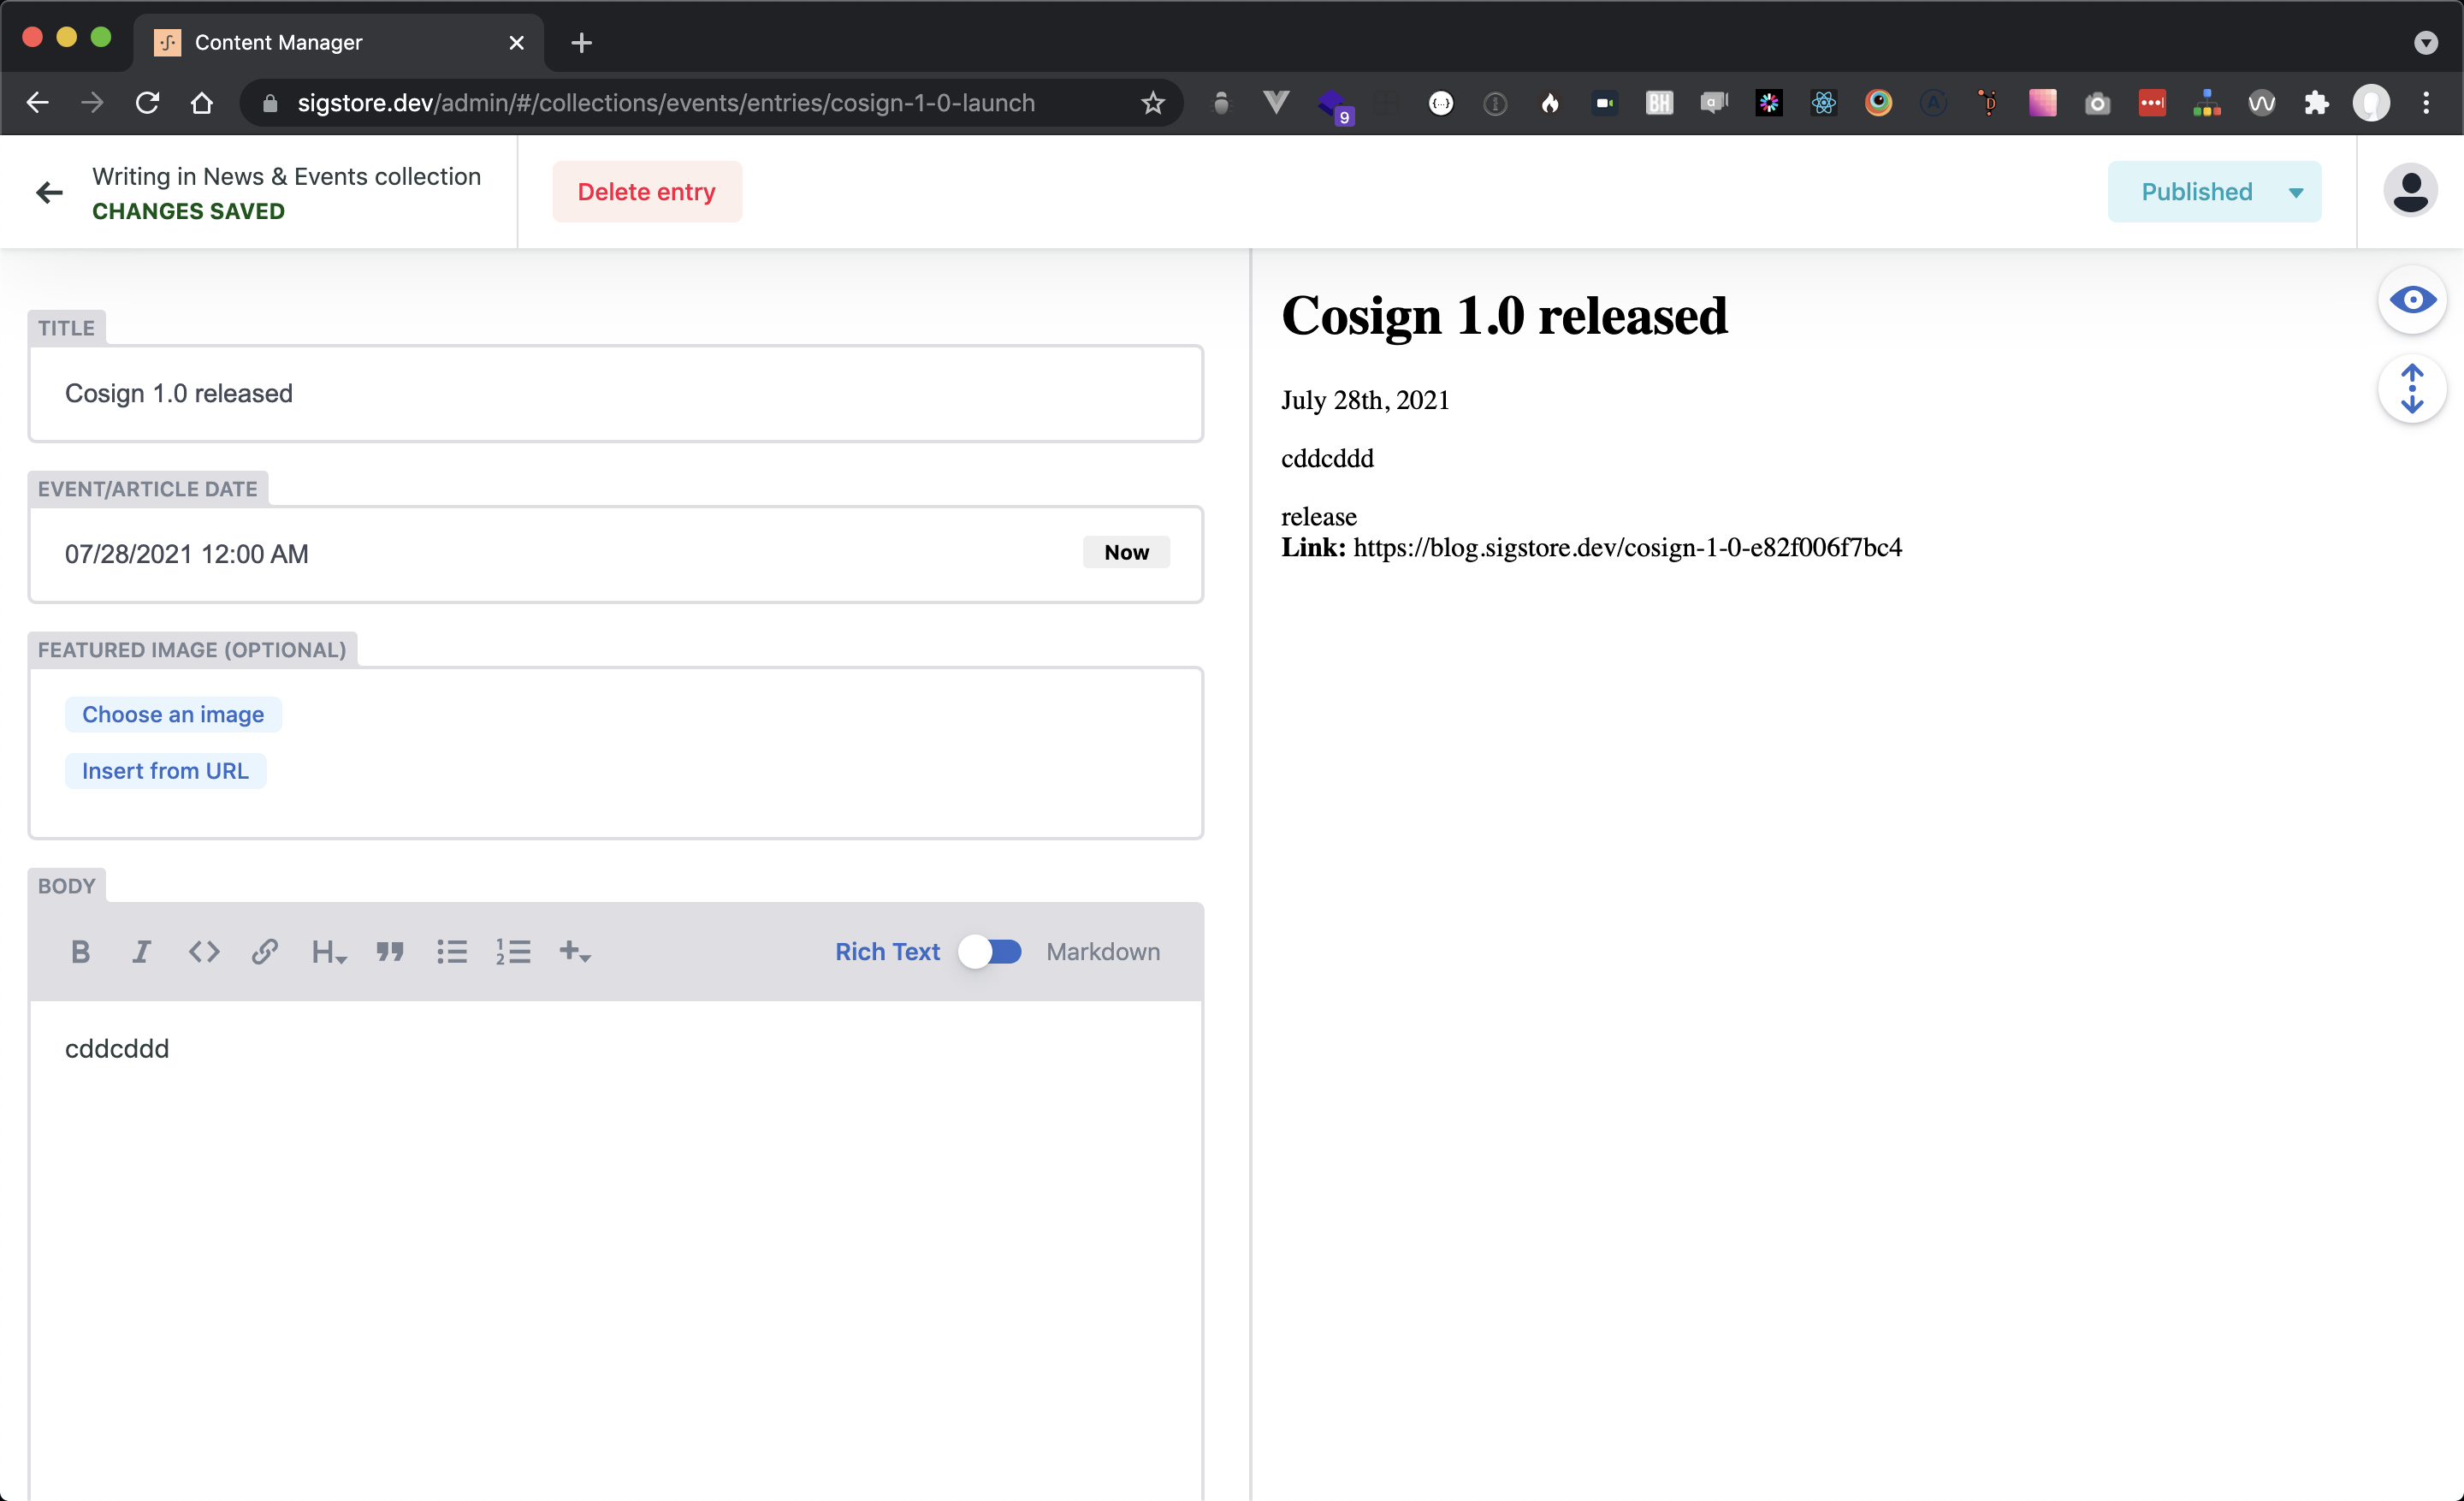 Content Manager
sigstore.dev/admin/#/collections/events/entries/cosign-1-0-launch
9
BH
Writing in News & Events collection
CHANGES SAVED
Delete entry
Published
TITLE
Cosign 1.0 released
EVENT/ARTICLE DATE
07/28/2021 12:00 AM
Now
FEATURED IMAGE (OPTIONAL)
Choose an image
Insert from URL
BODY
Rich Text
Markdown
cddcddd
Cosign 1.0 released
July 28th, 2021
cddcddd
release
Link: https://blog.sigstore.dev/cosign-1-0-e82f006f7bc4